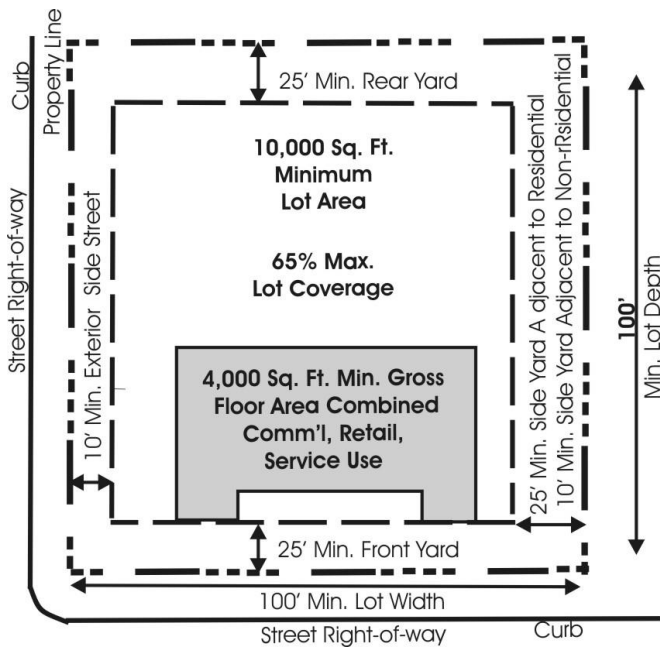 Curb
Property Line
Street Right-of-way
25' Min. Rear Yard
10,000 Sq. Ft.
Minimum
Lot Area
65% Max.
Lot Coverage
10' Min. Exterior Side Street
4,000 Sq. Ft. Min. Gross
Floor Area Combined
Comm'l, Retail,
Service Use
25' Min. Side Yard A djacent to Residential
10' Min. Side Yard Adjacent to Non-rRsidential
100'
Min. Lot Depth
25' Min. Front Yard
100' Min. Lot Width
Street Right-of-way
Curb